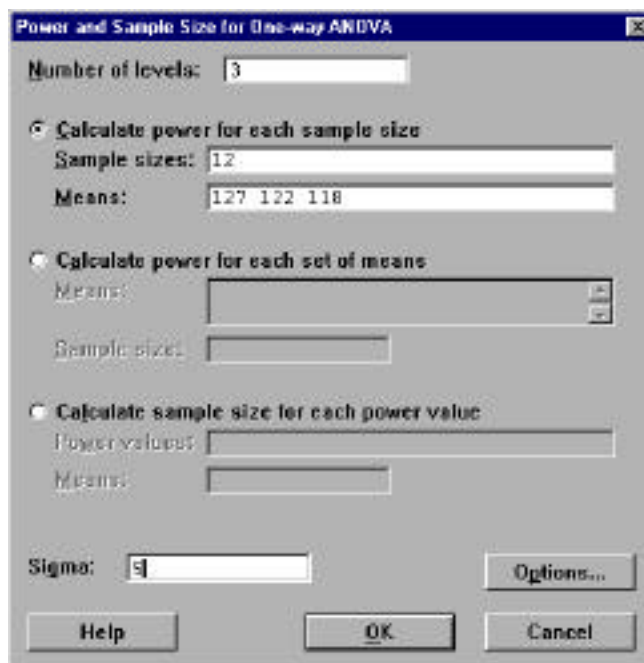 Power and Sample Size for One-way ANOVA
Number of levels: 3
Calculate power for each sample size
Sample sizes: 12
Means: 127 122 118
Calculate power for each set of means
Means:
Sample size:
Calculate sample size for each power value
Power values:
Means:
Sigma: 5
Options...
Help
OK
Cancel